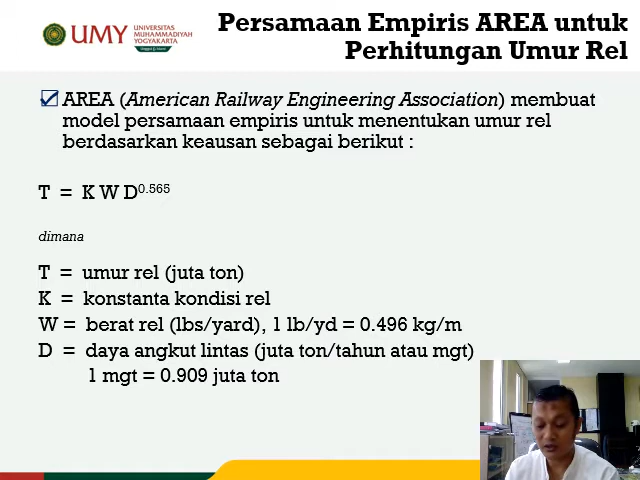 UMY
UNIVERSITAS
MUHAMMADIYAH
YOGYAKARTA
Unggul & Islami
Persamaan Empiris AREA untuk
Perhitungan Umur Rel
AREA (American Railway Engineering Association) membuat
model persamaan empiris untuk menentukan umur rel
berdasarkan keausan sebagai berikut :
T = K W D^0.565
dimana
T = umur rel (juta ton)
K = konstanta kondisi rel
W = berat rel (lbs/yard), 1 lb/yd = 0.496 kg/m
D = daya angkut lintas (juta ton/tahun atau mgt)
1 mgt = 0.909 juta ton